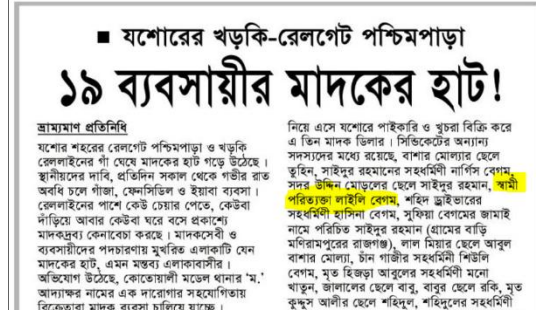 ■ যশোরের খড়কি-রেলগেট পশ্চিমপাড়া
১৯ ব্যবসায়ীর মাদকের হাট!
ভ্রাম্যমাণ প্রতিনিধি
যশোর শহরের রেলগেট পশ্চিমপাড়া ও খড়কি
রেললাইনের গাঁ ঘেষে মাদকের হাট গড়ে উঠেছে।
স্থানীয়দের দাবি, প্রতিদিন সকাল থেকে গভীর রাত
অবধি চলে গাঁজা, ফেনসিডিল ও ইয়াবা ব্যবসা।
রেললাইনের পাশে কেউ চেয়ার পেতে, কেউবা
দাঁড়িয়ে আবার কেউবা ঘরে বসে প্রকাশ্যে
মাদকদ্রব্য কেনাবেচা করছে। মাদকসেবী ও
ব্যবসায়ীদের পদচারণায় মুখরিত এলাকাটি যেন
মাদকের হাট, এমন মন্তব্য এলাকাবাসীর।
অভিযোগ উঠেছে, কোতোয়ালী মডেল থানার 'ম.'
আদ্যাক্ষর নামের এক দারোগার সহযোগিতায়
বিক্রেতারা মাদক ব্যবসা চালিয়ে যাচ্ছে।
নিয়ে এসে যশোরে পাইকারি ও খুচরা বিক্রি করে
এ তিন মাদক ডিলার। সিন্ডিকেটের অন্যান্য
সদস্যদের মধ্যে রয়েছে, বাশার মোল্যার ছেলে
তুহিন, সাইদুর রহমানের সহধর্মিণী নার্গিস বেগম,
সদর উদ্দিন মোড়লের ছেলে সাইদুর রহমান, স্বামী
পরিত্যক্তা লাইলি বেগম, শহিদ ড্রাইভারের
সহধর্মিণী হাসিনা বেগম, সুফিয়া বেগমের জামাই
নামে পরিচিত সাইদুর রহমান (গ্রামের বাড়ি
মণিরামপুরের রাজগঞ্জ), লাল মিয়ার ছেলে আবুল
বাশার মোল্যা, চাঁন গাজীর সহধর্মিনী শিউলি
বেগম, মৃত হিজড়া আবুলের সহধর্মিণী মনো
খাতুন, জালালের ছেলে বাবু, বাবুর ছেলে রকি, মৃত
কুদ্দুস আলীর ছেলে শহিদুল, শহিদুলের সহধর্মিণী